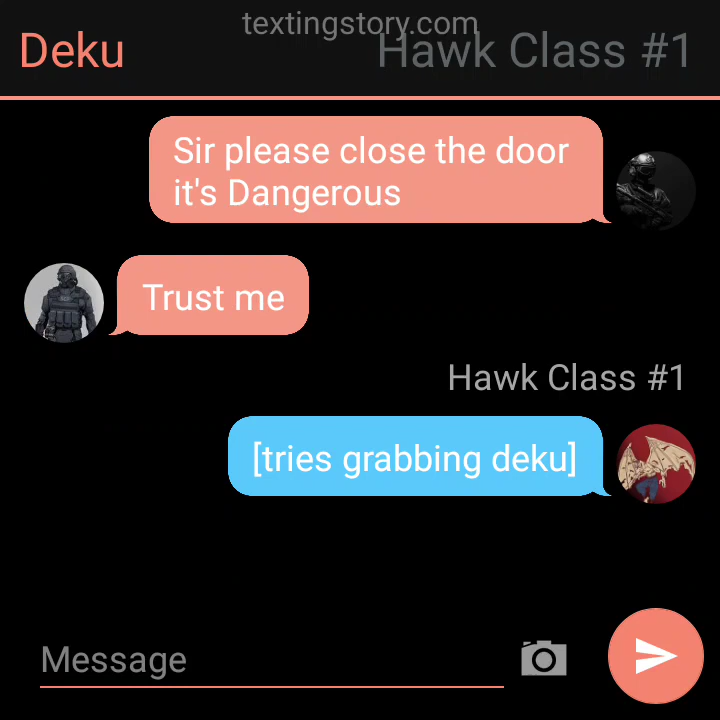 textingstory.com
Deku
Hawk Class #1
Sir please close the door
it's Dangerous
Trust me
Hawk Class #1
[tries grabbing deku]
Message